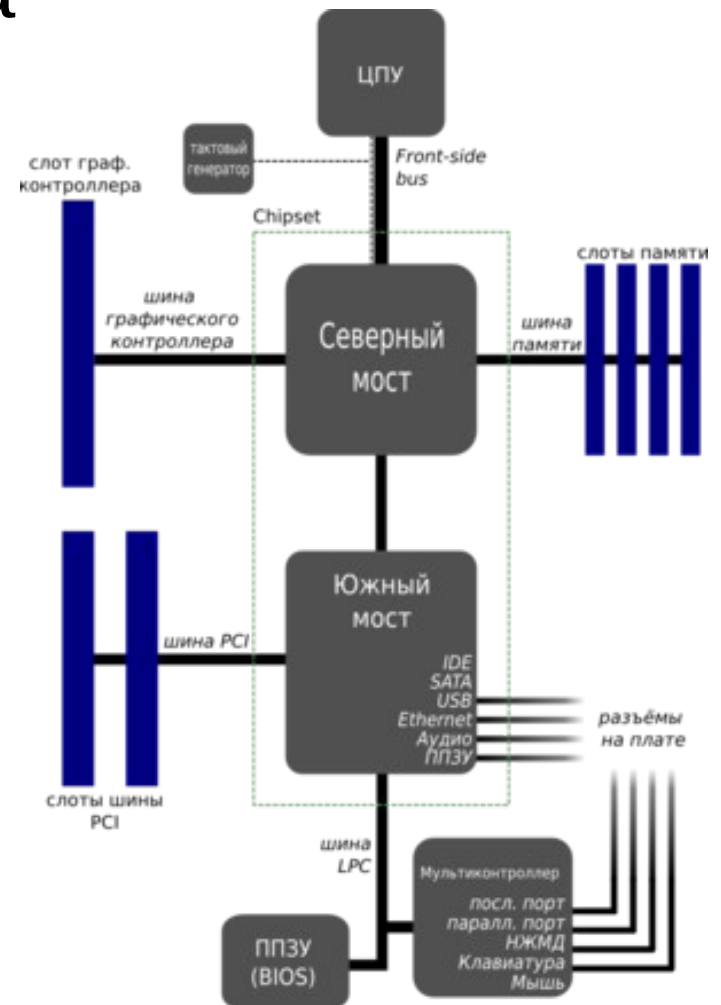 ЦПУ
тактовый
генератор
Front-side
bus
слот граф.
контроллера
Chipset
слоты памяти
шина
графического
контроллера
Северный
мост
шина
памяти
Южный
мост
шина PCI
IDE
SATA
USB
Ethernet
Аудио
ППЗУ
разъёмы
на плате
слоты шины
PCI
шина
LPC
Мультиконтроллер
посл. порт
паралл. порт
НЖМД
Клавиатура
Мышь
ППЗУ
(BIOS)